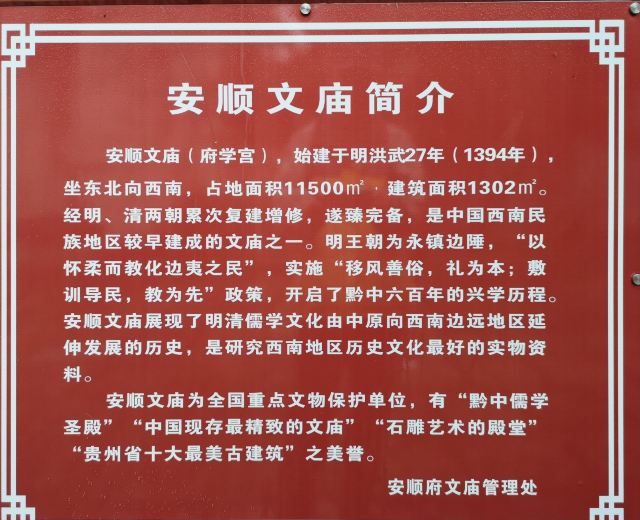 安顺文庙简介
安顺文庙（府学宫），始建于明洪武27年（1394年），
坐东北向西南，占地面积11500㎡·建筑面积1302㎡。
经明、清两朝累次复建增修，遂臻完备，是中国西南民
族地区较早建成的文庙之一。明王朝为永镇边陲，“以
怀柔而教化边夷之民”，实施“移风善俗，礼为本；敷
训导民，教为先”政策，开启了黔中六百年的兴学历程。
安顺文庙展现了明清儒学文化由中原向西南边远地区延
伸发展的历史，是研究西南地区历史文化最好的实物资
料。
安顺文庙为全国重点文物保护单位，有“黔中儒学
圣殿”“中国现存最精致的文庙”“石雕艺术的殿堂”
“贵州省十大最美古建筑”之美誉。
安顺府文庙管理处